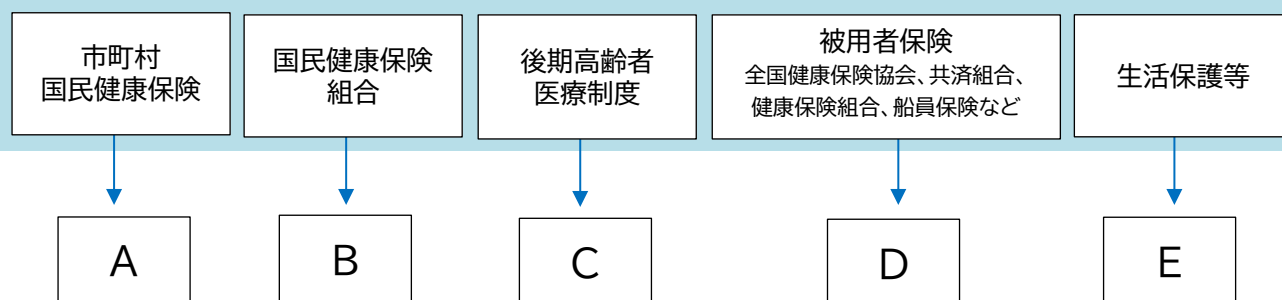 市町村
国民健康保険
国民健康保険
組合
後期高齢者
医療制度
被用者保険
全国健康保険協会、共済組合、
健康保険組合、船員保険など
生活保護等
A
B
C
D
E